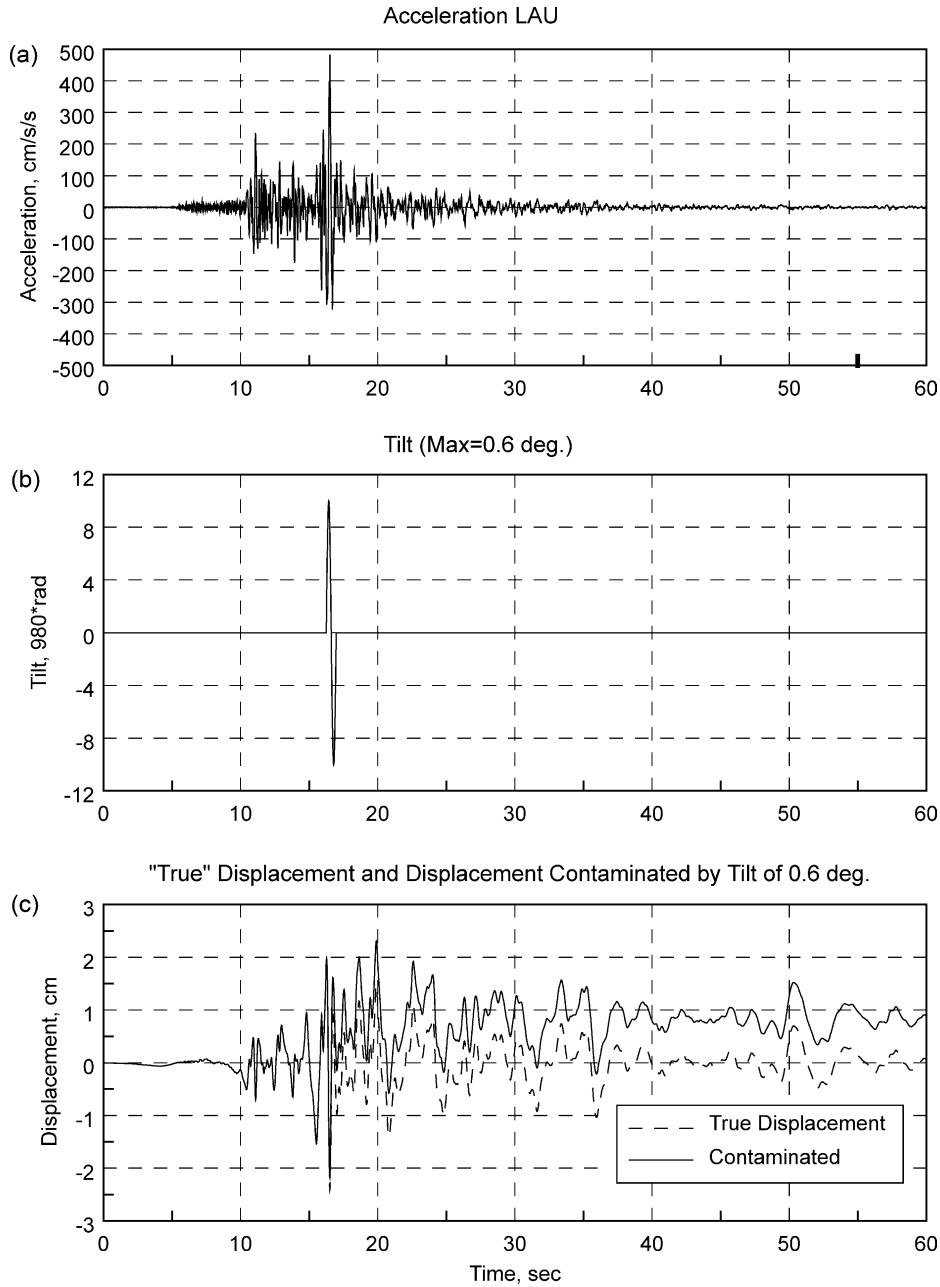 Acceleration LAU
(a)
Acceleration, cm/s/s
500
400
300
200
100
0
-100
-200
-300
-400
-500
0 10 20 30 40 50 60
Tilt (Max=0.6 deg.)
(b)
Tilt, 980*rad
12
8
4
0
-4
-8
-12
0 10 20 30 40 50 60
"True" Displacement and Displacement Contaminated by Tilt of 0.6 deg.
(c)
Displacement, cm
3
2
1
0
-1
-2
-3
True Displacement
Contaminated
0 10 20 30 40 50 60
Time, sec